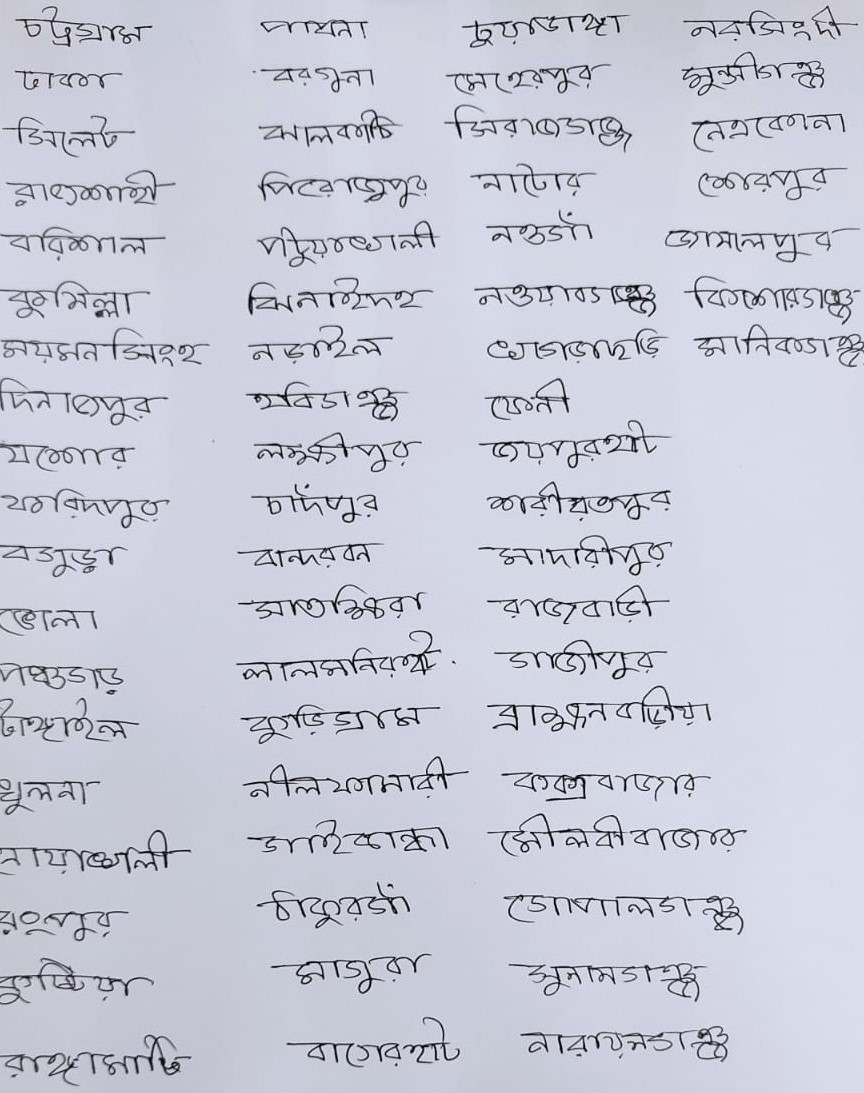 চট্রগ্রাম পাবনা চুয়াডাঙ্গা নরসিংদী
ঢাকা বরগুনা মেহেরপুর মুন্সীগঞ্জ
সিলেট ঝালকাঠি সিরাজগঞ্জ নেত্রকোনা
রাজশাহী পিরোজপুর নাটোর শেরপুর
বরিশাল পটুয়াখালী নওগাঁ জামালপুর
কুমিল্লা ঝিনাইদহ নওয়াবগঞ্জ কিশোরগঞ্জ
ময়মনসিংহ নড়াইল খাগড়াছড়ি মানিকগঞ্জ
দিনাজপুর হবিগঞ্জ ফেনী
যশোর লক্ষ্মীপুর জয়পুরহাট
ফরিদপুর চাদঁপুর শরীয়তপুর
বগুড়া বান্দরবন মাদারীপুর
ভোলা সাতক্ষিরা রাজবাড়ী
পঞ্চগড় লালমনিরহাট গাজীপুর
টাঙ্গাইল কুড়িগ্রাম ব্রাহ্মনবাড়ীয়া
খুলনা নীলফামারী কক্সবাজার
নোয়াখালী গাইবান্ধা মৌলবীবাজার
রংপুর ঠাকুরগাঁ গোপালগঞ্জ
কুষ্টিয়া মাগুরা সুনামগঞ্জ
রাঙ্গামাটি বাগেরহাট নারায়নগঞ্জ